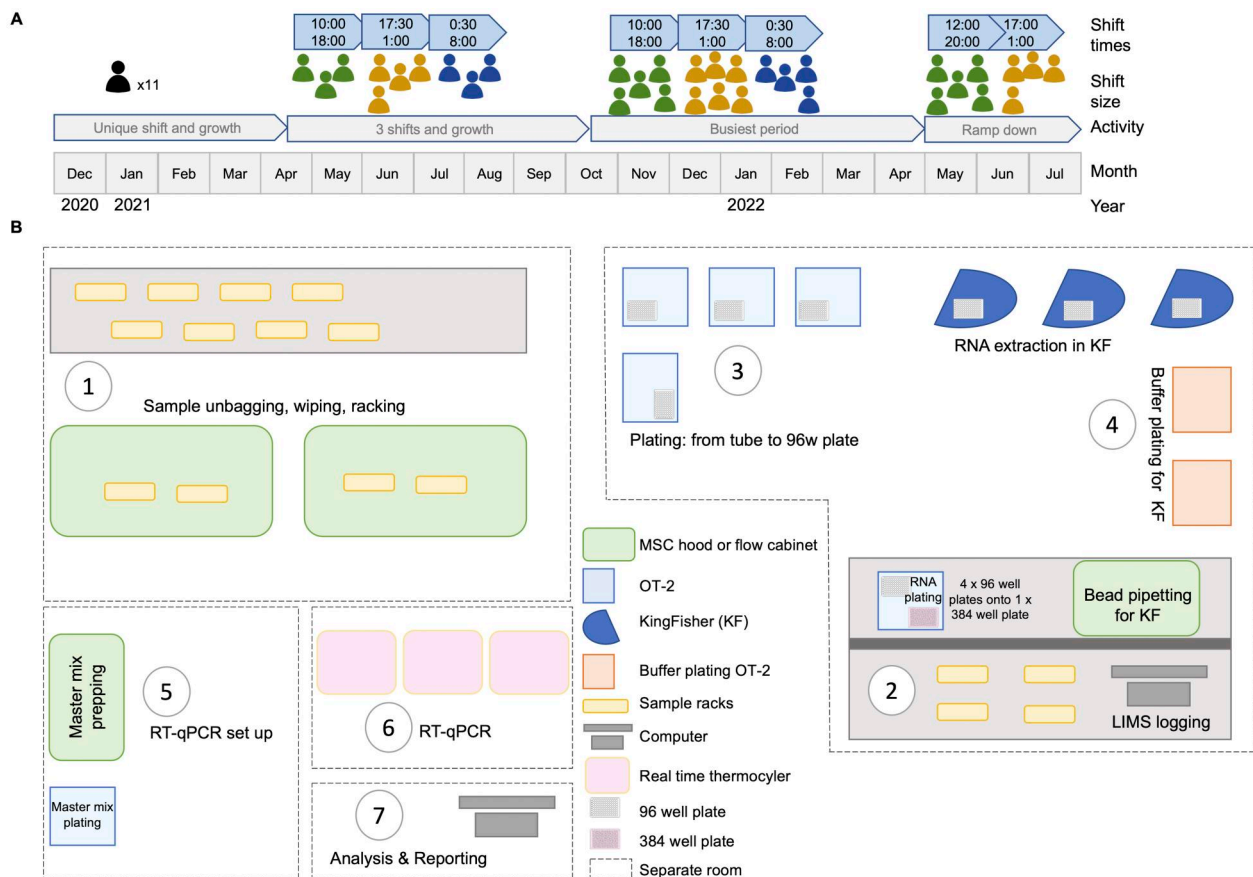 A
10:00 17:30 0:30
18:00 1:00 8:00
10:00 17:30 0:30
18:00 1:00 8:00
12:00 17:00
20:00 1:00
Shift
times
x11
Shift
size
Unique shift and growth
3 shifts and growth
Busiest period
Ramp down
Activity
Dec Jan Feb Mar Apr May Jun Jul Aug Sep Oct Nov Dec Jan Feb Mar Apr May Jun Jul
Month
2020 2021 2022
Year
B
1
Sample unbagging, wiping, racking
3
Plating: from tube to 96w plate
RNA extraction in KF
4
Buffer plating for
KF
RNA
plating
4 x 96 well
plates onto 1 x
384 well plate
Bead pipetting
for KF
2
LIMS logging
Master mix
prepping
5
RT-qPCR set up
Master mix
plating
6
RT-qPCR
7
Analysis & Reporting
MSC hood or flow cabinet
OT-2
KingFisher (KF)
Buffer plating OT-2
Sample racks
Computer
Real time thermocyler
96 well plate
384 well plate
Separate room